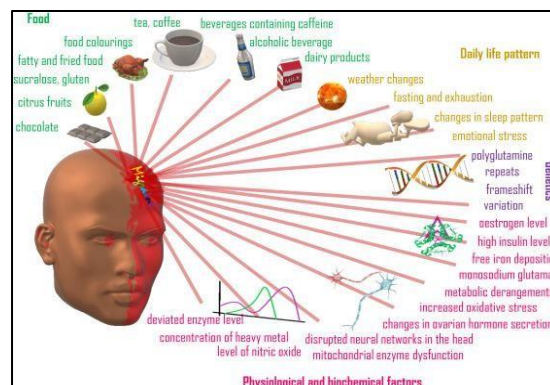 Food
tea, coffee
beverages containing caffeine
alcoholic beverage
dairy products
food colourings
fatty and fried food
sucralose, gluten
citrus fruits
chocolate
MILK
Daily life pattern
weather changes
fasting and exhaustion
changes in sleep pattern
emotional stress
polyglutamine
repeats
frameshift
variation
Genetics
oestrogen level
high insulin level
free iron depositi
monosodium glutama
metabolic derangements
increased oxidative stress
changes in ovarian hormone secretion
disrupted neural networks in the head
mitochondrial enzyme dysfunction
deviated enzyme level
concentration of heavy metal
level of nitric oxide
Physiological and biochemical factors